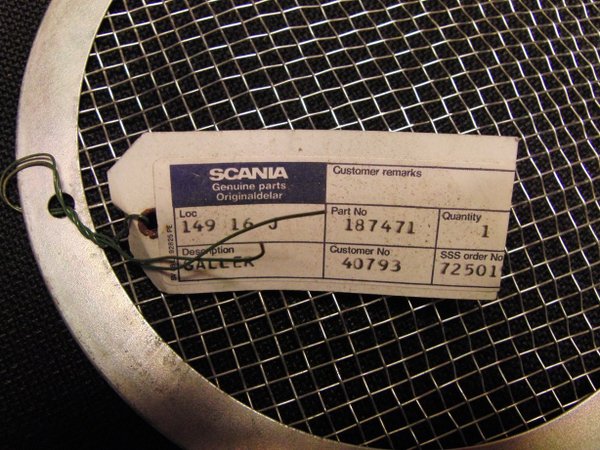 SCANIA
Genuine parts
Originaldelar
Customer remarks
Loc
149 16 J
Part No
187471
Quantity
1
Description
GALLER
Customer No
40793
SSS order No
72501